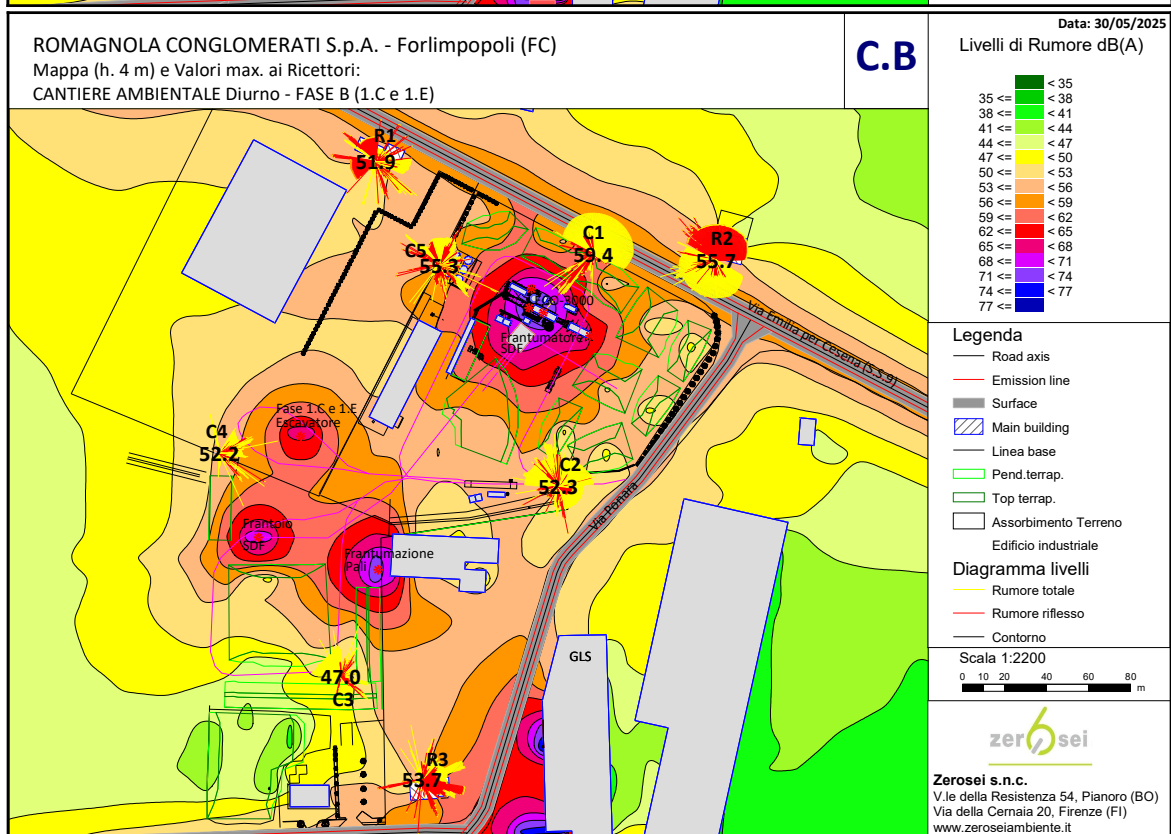 ROMAGNOLA CONGLOMERATI S.p.A. - Forlimpopoli (FC)
Mappa (h. 4 m) e Valori max. ai Ricettori:
CANTIERE AMBIENTALE Diurno - FASE B (1.C e 1.E)
C.B
Data: 30/05/2025
Livelli di Rumore dB(A)
< 35
35 <= < 38
38 <= < 41
41 <= < 44
44 <= < 47
47 <= < 50
50 <= < 53
53 <= < 56
56 <= < 59
59 <= < 62
62 <= < 65
65 <= < 68
68 <= < 71
71 <= < 74
74 <= < 77
77 <=
Legenda
Road axis
Emission line
Surface
Main building
Linea base
Pend.terrap.
Top terrap.
Assorbimento Terreno
Edificio industriale
Diagramma livelli
Rumore totale
Rumore riflesso
Contorno
Scala 1:2200
0 10 20 40 60 80
m
zer6sei
Zerosei s.n.c.
V.le della Resistenza 54, Pianoro (BO)
Via della Cernaia 20, Firenze (FI)
www.zeroseiambiente.it
R1
51.9
C1
59.4
R2
55.7
C5
55.3
Frantumatore
SDF
Via Emilia per Cesena (S.S.9)
Fase 1.C e 1.E
Escavatore
C4
52.2
C2
52.3
Via Ponara
Frantoio
SDF
Frantumazione
Pali
GLS
47.0
C3
R3
53.7